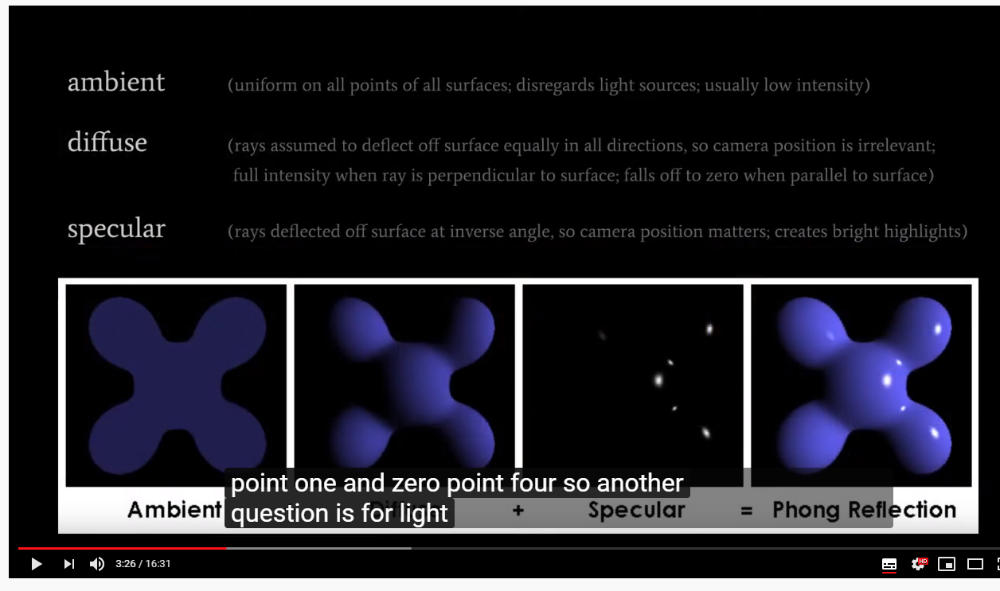 ambient (uniform on all points of all surfaces; disregards light sources; usually low intensity)
diffuse (rays assumed to deflect off surface equally in all directions, so camera position is irrelevant;
full intensity when ray is perpendicular to surface; falls off to zero when parallel to surface)
specular (rays deflected off surface at inverse angle, so camera position matters; creates bright highlights)
point one and zero point four so another
question is for light
Ambient + Specular = Phong Reflection
3:26 / 16:31
HD